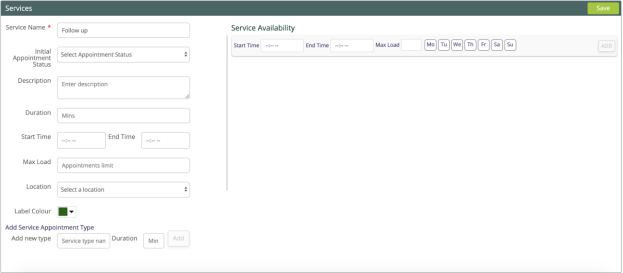 Services
Save
Service Name *
Follow up
Initial Appointment Status
Select Appointment Status
Description
Enter description
Duration
Mins
Start Time
--:-- --
End Time
--:-- --
Max Load
Appointments limit
Location
Select a location
Label Colour
Add Service Appointment Type
Add new type
Service type nan
Duration
Min
Add
Service Availability
Start Time
--:-- --
End Time
--:-- --
Max Load
Mo Tu We Th Fr Sa Su
ADD